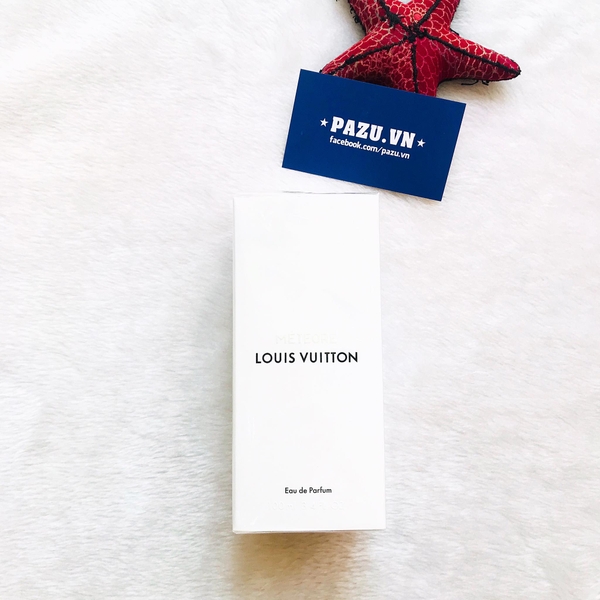 ★ PAZU.VN ★
facebook.com/pazu.vn
LOUIS VUITTON
Eau de Parfum